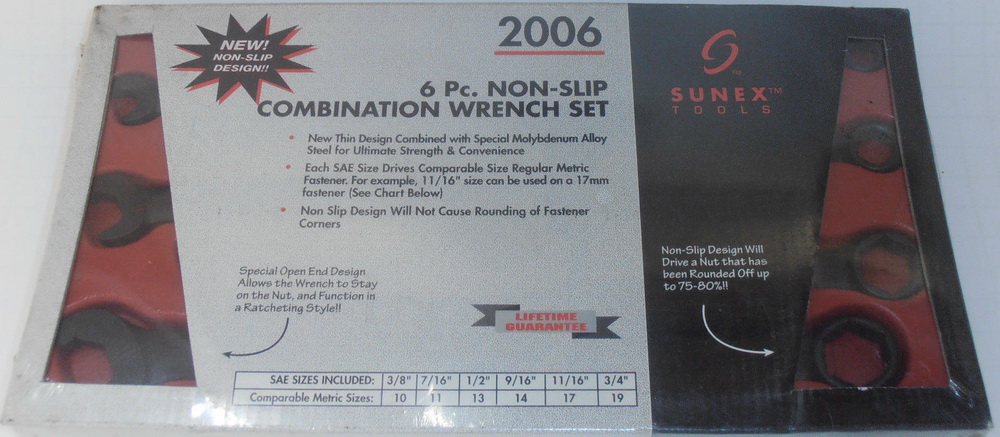 NEW!
NON-SLIP
DESIGN!!
2006
6 Pc. NON-SLIP
COMBINATION WRENCH SET
• New Thin Design Combined with Special Molybdenum Alloy
Steel for Ultimate Strength & Convenience
• Each SAE Size Drives Comparable Size Regular Metric
Fastener. For example, 11/16" size can be used on a 17mm
fastener (See Chart Below)
• Non Slip Design Will Not Cause Rounding of Fastener
Corners
Special Open End Design
Allows the Wrench to Stay
on the Nut, and Function in
a Ratcheting Style!!
LIFETIME
GUARANTEE
SAE SIZES INCLUDED: 3/8" 7/16" 1/2" 9/16" 11/16" 3/4"
Comparable Metric Sizes: 10 11 13 14 17 19
SUNEX™
TOOLS
Non-Slip Design Will
Drive a Nut that has
been Rounded Off up
to 75-80%!!